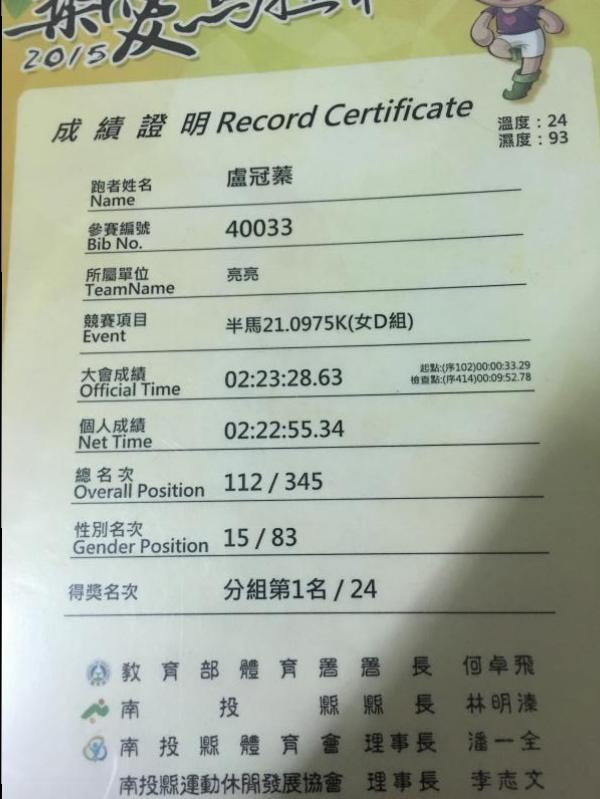 2015
成績證明 Record Certificate
溫度：24
濕度：93
跑者姓名 盧冠蓁
Name
參賽編號 40033
Bib No.
所屬單位 亮亮
TeamName
競賽項目 半馬21.0975K(女D組)
Event
大會成績 02:23:28.63 起點:(序102)00:00:33.29
Official Time 檢查點:(序414)00:09:52.78
個人成績 02:22:55.34
Net Time
總名次 112 / 345
Overall Position
性別名次 15 / 83
Gender Position
得獎名次 分組第1名 / 24
教育部體育署署長 何卓飛
南投縣縣長 林明溱
南投縣體育會理事長 潘一全
南投縣運動休閒發展協會 理事長 李志文